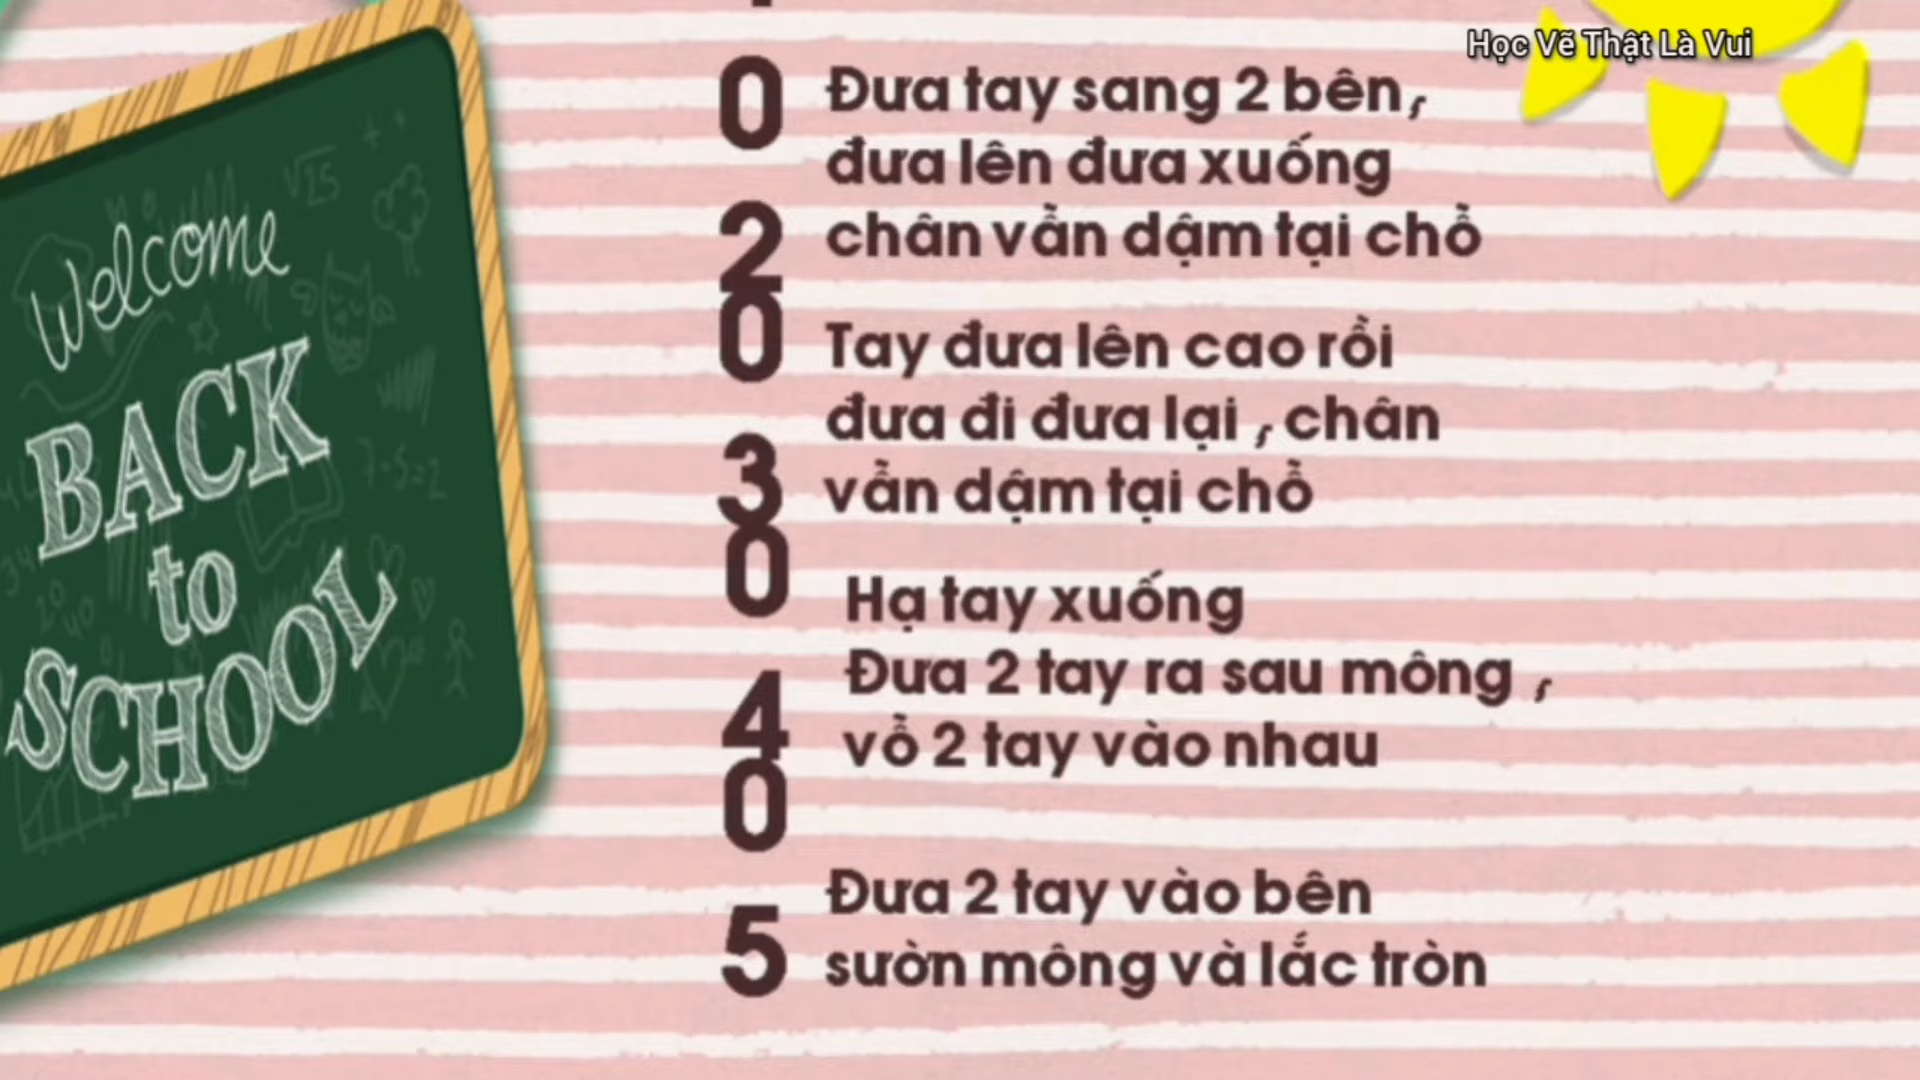 Học Vẽ Thật Là Vui
Welcome
BACK
to
SCHOOL
0
Đưa tay sang 2 bên,
đưa lên đưa xuống
2
chân vẫn dậm tại chỗ
0
Tay đưa lên cao rồi
đưa đi đưa lại , chân
3
vẫn dậm tại chỗ
0
Hạ tay xuống
Đưa 2 tay ra sau mông ,
4
vỗ 2 tay vào nhau
0
Đưa 2 tay vào bên
5
sườn mông và lắc tròn